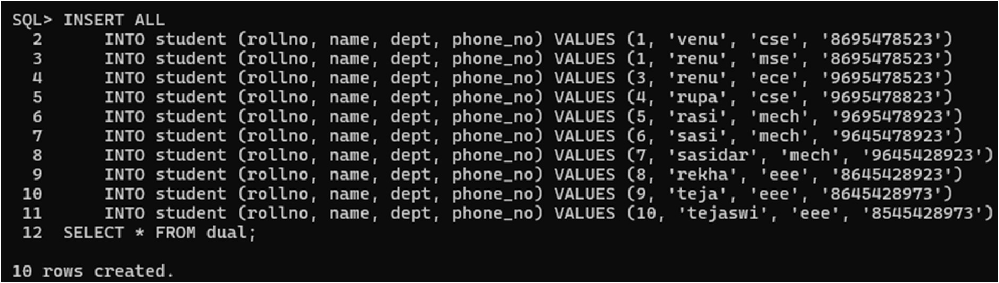 SQL> INSERT ALL
2 INTO student (rollno, name, dept, phone_no) VALUES (1, 'venu', 'cse', '8695478523')
3 INTO student (rollno, name, dept, phone_no) VALUES (1, 'renu', 'mse', '8695478523')
4 INTO student (rollno, name, dept, phone_no) VALUES (3, 'renu', 'ece', '9695478523')
5 INTO student (rollno, name, dept, phone_no) VALUES (4, 'rupa', 'cse', '9695478823')
6 INTO student (rollno, name, dept, phone_no) VALUES (5, 'rasi', 'mech', '9695478923')
7 INTO student (rollno, name, dept, phone_no) VALUES (6, 'sasi', 'mech', '9645478923')
8 INTO student (rollno, name, dept, phone_no) VALUES (7, 'sasidar', 'mech', '9645428923')
9 INTO student (rollno, name, dept, phone_no) VALUES (8, 'rekha', 'eee', '8645428923')
10 INTO student (rollno, name, dept, phone_no) VALUES (9, 'teja', 'eee', '8645428973')
11 INTO student (rollno, name, dept, phone_no) VALUES (10, 'tejaswi', 'eee', '8545428973')
12 SELECT * FROM dual;
10 rows created.